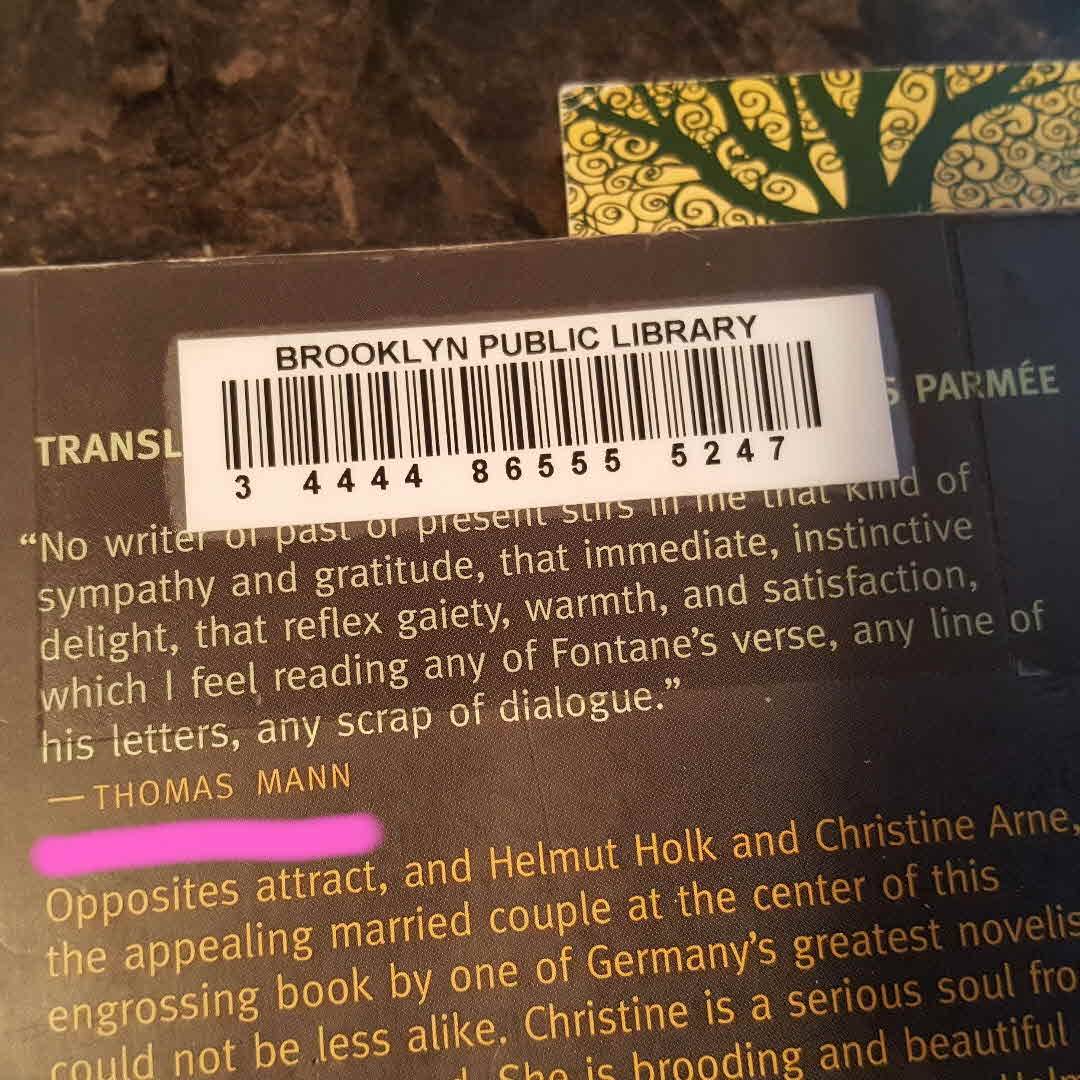 BROOKLYN PUBLIC LIBRARY
3 4444 86555 5247
TRANSL S PARMÉE
“No writer of past or present stirs in me that kind of
sympathy and gratitude, that immediate, instinctive
delight, that reflex gaiety, warmth, and satisfaction,
which I feel reading any of Fontane’s verse, any line of
his letters, any scrap of dialogue.”
— THOMAS MANN
Opposites attract, and Helmut Holk and Christine Arne,
the appealing married couple at the center of this
engrossing book by one of Germany’s greatest novelis
could not be less alike. Christine is a serious soul fro
She is brooding and beautiful